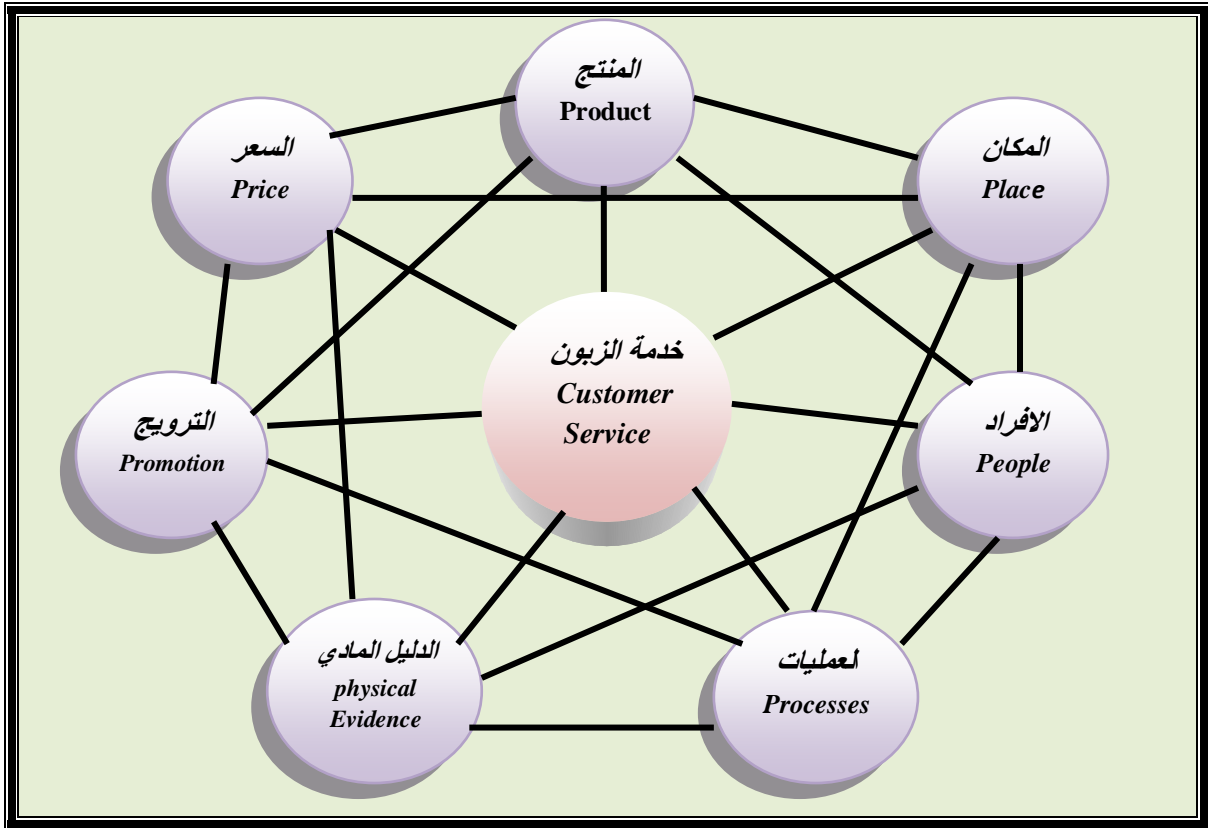 المنتج
Product
السعر
Price
المكان
Place
خدمة الزبون
Customer
Service
الترويج
Promotion
الافراد
People
الدليل المادي
physical
Evidence
لعمليات
Processes